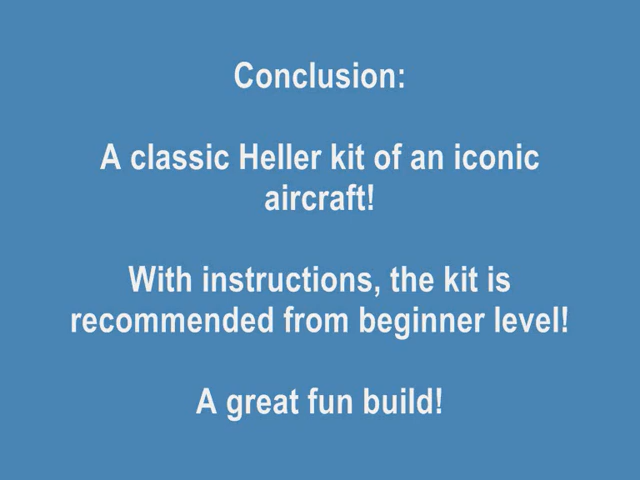 Conclusion:
A classic Heller kit of an iconic
aircraft!
With instructions, the kit is
recommended from beginner level!
A great fun build!